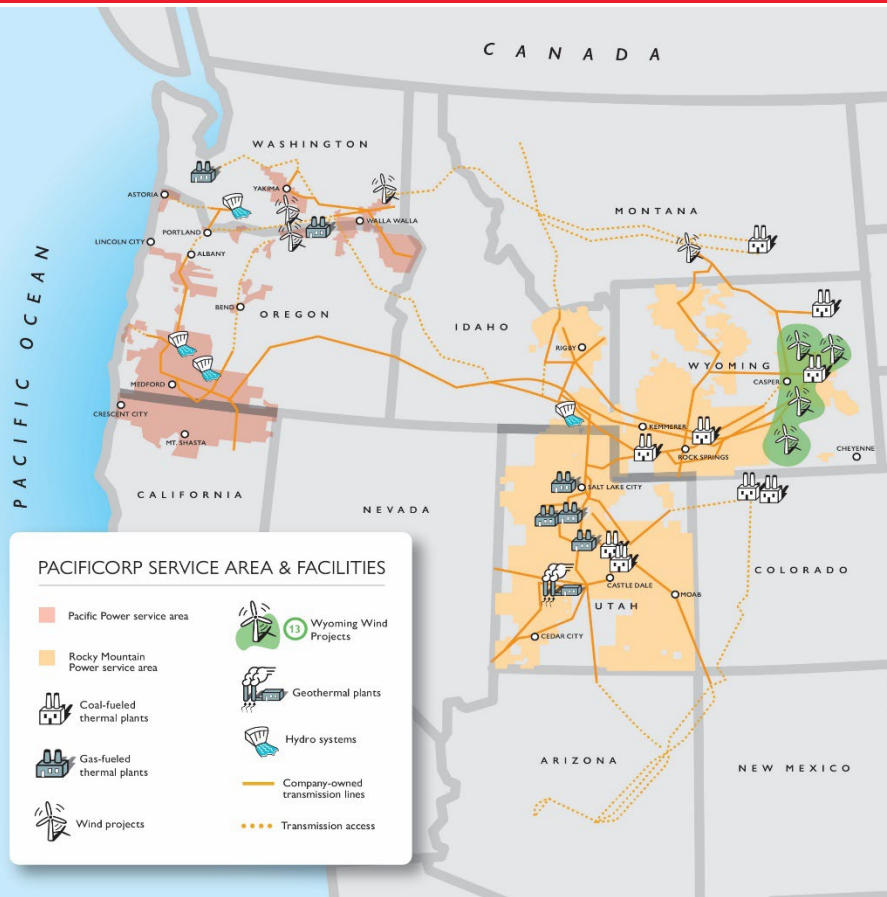 CANADA
WASHINGTON
YAKIMA
ASTORIA
WALLA WALLA
MONTANA
PORTLAND
LINCOLN CITY
ALBANY
PACIFIC OCEAN
BEND
OREGON
IDAHO
RIGBY
WYOMING
CASPER
MEDFORD
CRESCENT CITY
KEMMERER
MT. SHASTA
ROCK SPRINGS
CHEYENNE
CALIFORNIA
NEVADA
SALT LAKE CITY
COLORADO
CASTLE DALE
MOAB
UTAH
CEDAR CITY
ARIZONA
NEW MEXICO
PACIFICORP SERVICE AREA & FACILITIES
Pacific Power service area
Rocky Mountain
Power service area
Coal-fueled
thermal plants
Gas-fueled
thermal plants
Wind projects
13 Wyoming Wind
Projects
Geothermal plants
Hydro systems
Company-owned
transmission lines
Transmission access